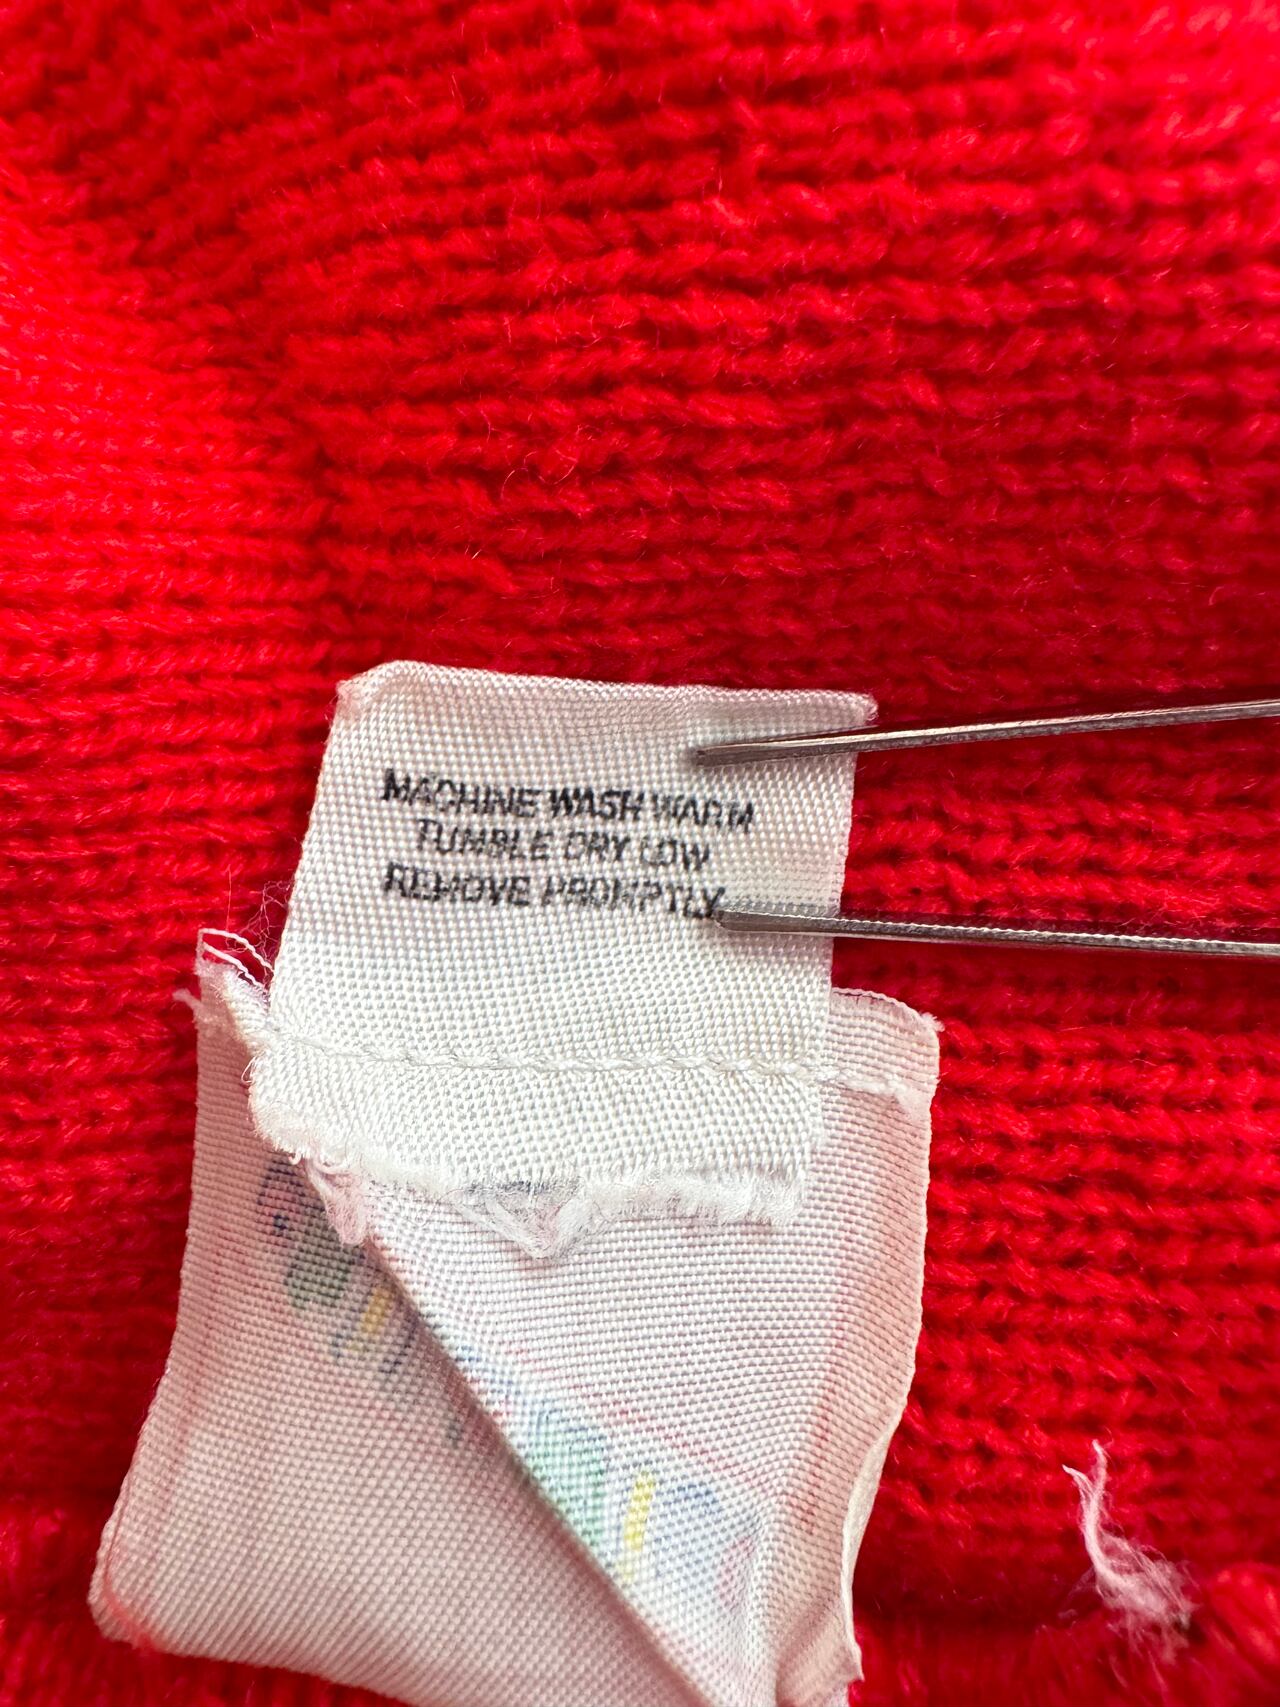 MACHINE WASH WARM
TUMBLE DRY LOW
REMOVE PROMPTLY